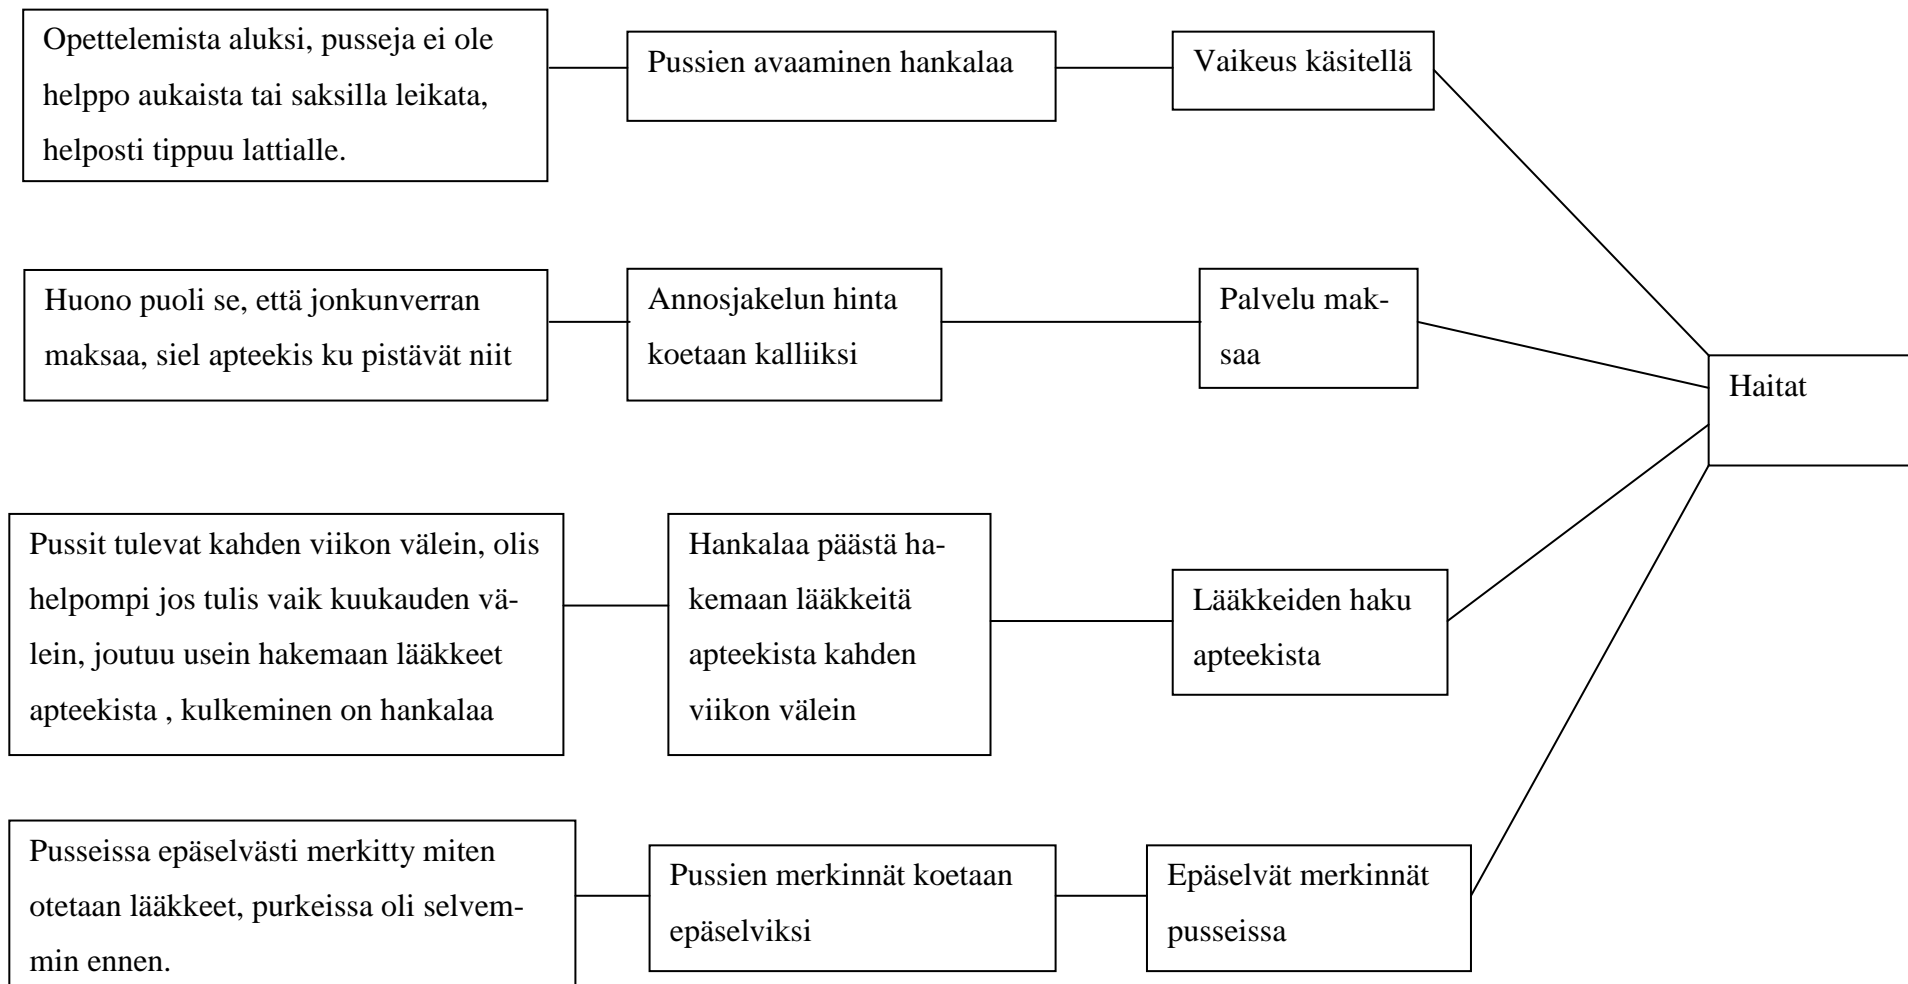 Opettelemista aluksi, pusseja ei ole
helppo aukaista tai saksilla leikata,
helposti tippuu lattialle.
Pussien avaaminen hankalaa
Vaikeus käsitellä
Huono puoli se, että jonkunverran
maksaa, siel apteekis ku pistävät niit
Annosjakelun hinta
koetaan kalliiksi
Palvelu mak-
saa
Haitat
Pussit tulevat kahden viikon välein, olis
helpompi jos tulis vaik kuukauden vä-
lein, joutuu usein hakemaan lääkkeet
apteekista , kulkeminen on hankalaa
Hankalaa päästä ha-
kemaan lääkkeitä
apteekista kahden
viikon välein
Lääkkeiden haku
apteekista
Pusseissa epäselvästi merkitty miten
otetaan lääkkeet, purkeissa oli selvem-
min ennen.
Pussien merkinnät koetaan
epäselviksi
Epäselvät merkinnät
pusseissa